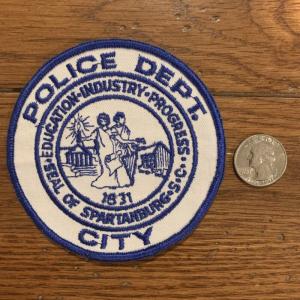 POLICE DEPT.
EDUCATION • INDUSTRY • PROGRESS
SEAL OF SPARTANBURG • S • C •
1831
CITY